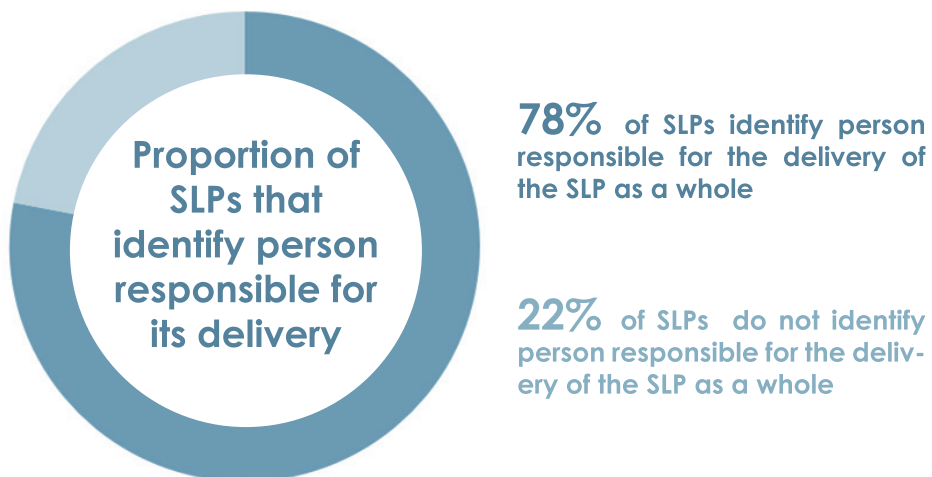 Proportion of
SLPs that
identify person
responsible for
its delivery
78% of SLPs identify person
responsible for the delivery of
the SLP as a whole
22% of SLPs do not identify
person responsible for the deliv-
ery of the SLP as a whole